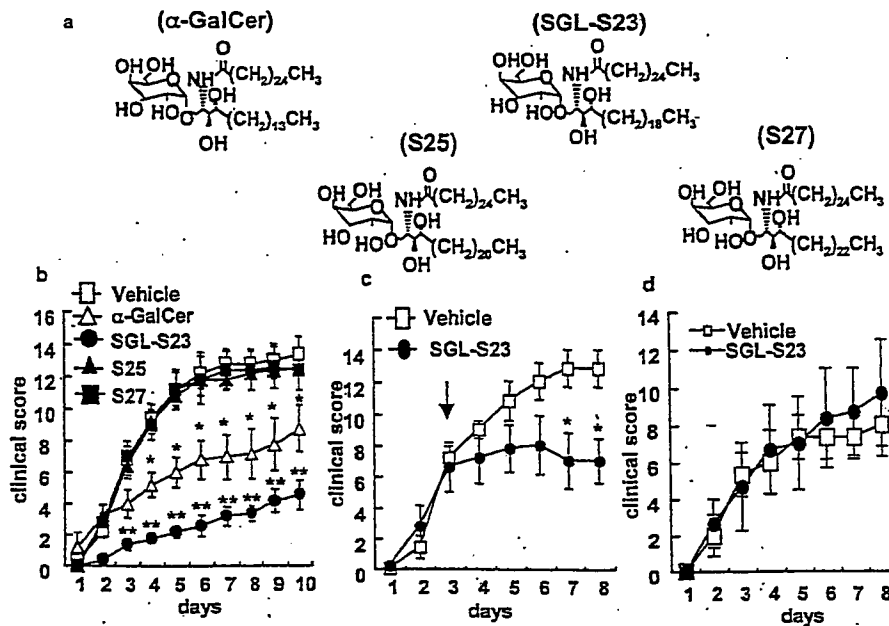 a
(α-GalCer)
OH OH O
NH (CH2)24CH3
HO OH
HO
O (CH2)13CH3
OH
(SGL-S23)
OH OH O
NH (CH2)24CH3
HO OH
HO
O (CH2)18CH3
OH
(S25)
OH OH O
NH (CH2)24CH3
HO OH
HO
O (CH2)20CH3
OH
(S27)
OH OH O
NH (CH2)24CH3
HO OH
HO
O (CH2)22CH3
OH
b
Vehicle
α-GalCer
SGL-S23
S25
S27
clinical score
16
14
12
10
8
6
4
2
0
* * * * * * *
** ** ** ** ** ** ** **
1 2 3 4 5 6 7 8 9 10
days
c
Vehicle
SGL-S23
clinical score
14
12
10
8
6
4
2
0
* *
1 2 3 4 5 6 7 8
days
d
Vehicle
SGL-S23
clinical score
14
12
10
8
6
4
2
0
1 2 3 4 5 6 7 8
days